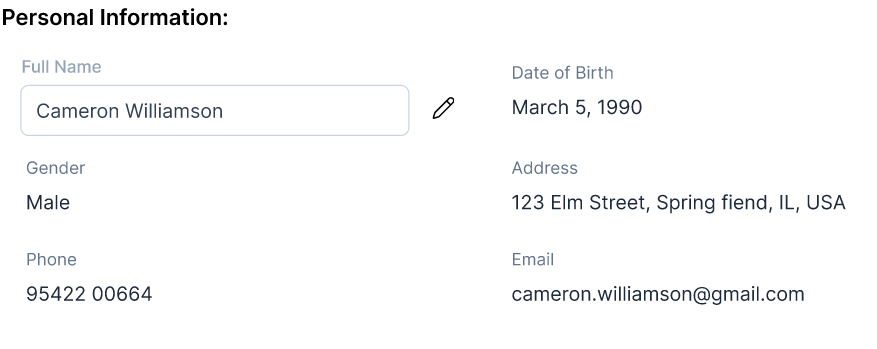 Personal Information:
Full Name
Cameron Williamson
Date of Birth
March 5, 1990
Gender
Male
Address
123 Elm Street, Spring fiend, IL, USA
Phone
95422 00664
Email
cameron.williamson@gmail.com